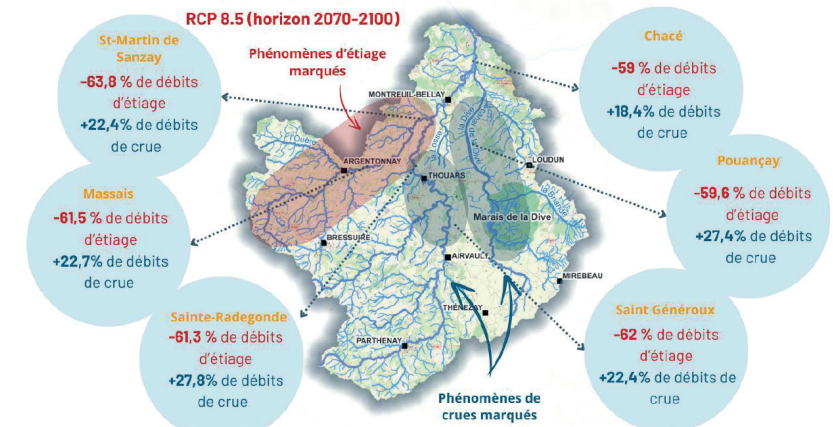 RCP 8.5 (horizon 2070-2100)
St-Martin de
Sanzay
-63,8 % de débits
d'étiage
+22,4% de débits
de crue
Phénomènes d'étiage
marqués
Chacé
-59 % de débits
d'étiage
+18,4% de débits
de crue
Massais
-61,5 % de débits
d'étiage
+22,7% de débits
de crue
Pouançay
-59,6 % de débits
d'étiage
+27,4% de débits
de crue
Sainte-Radegonde
-61,3 % de débits
d'étiage
+27,8% de débits
de crue
Saint Généroux
-62 % de débits
d'étiage
+22,4% de débits de
crue
MONTREUIL-BELLAY
ARGENTONNAY
LOUDUN
THOUARS
Marais de la Dive
BRESSUIRE
AIRVAULT
MIREBEAU
THÉNEZAY
PARTHENAY
Phénomènes de
crues marqués